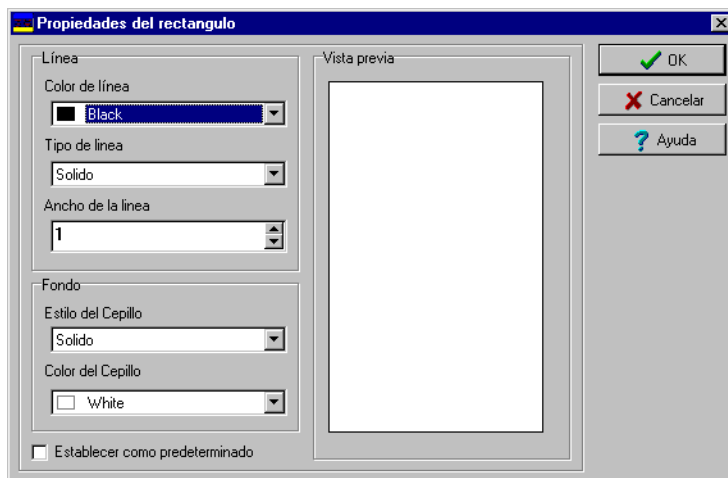 Propiedades del rectangulo
Línea
Color de línea
Black
Tipo de linea
Solido
Ancho de la linea
1
Fondo
Estilo del Cepillo
Solido
Color del Cepillo
White
Establecer como predeterminado
Vista previa
OK
Cancelar
Ayuda